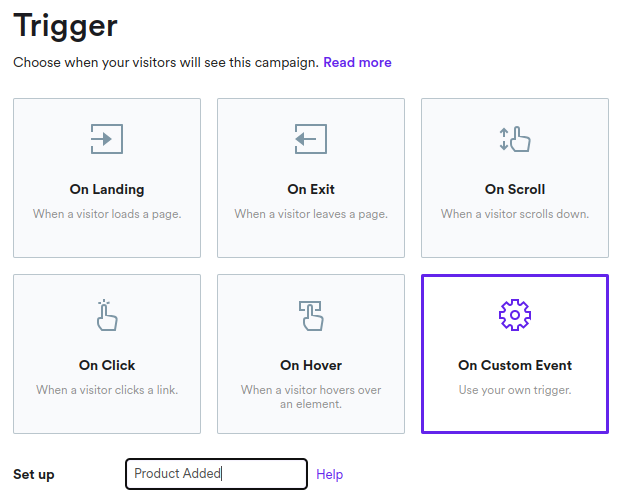 Trigger
Choose when your visitors will see this campaign. Read more
On Landing
When a visitor loads a page.
On Exit
When a visitor leaves a page.
On Scroll
When a visitor scrolls down.
On Click
When a visitor clicks a link.
On Hover
When a visitor hovers over
an element.
On Custom Event
Use your own trigger.
Set up Product Added Help